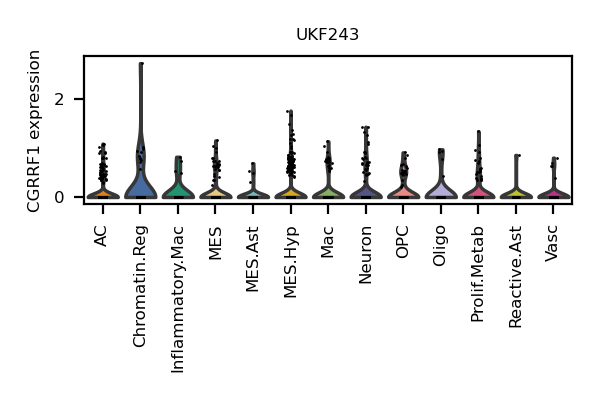 UKF243
CGRRF1 expression
2
0
AC
Chromatin.Reg
Inflammatory.Mac
MES
MES.Ast
MES.Hyp
Mac
Neuron
OPC
Oligo
Prolif.Metab
Reactive.Ast
Vasc